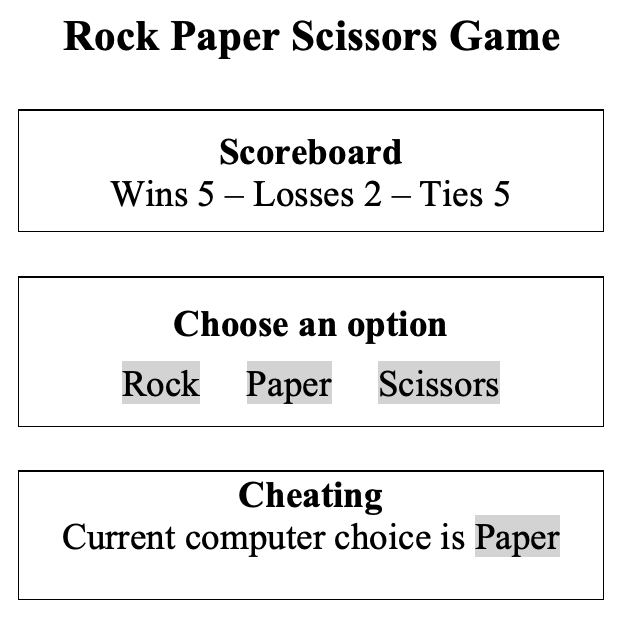 Rock Paper Scissors Game
Scoreboard
Wins 5 – Losses 2 – Ties 5
Choose an option
Rock Paper Scissors
Cheating
Current computer choice is Paper